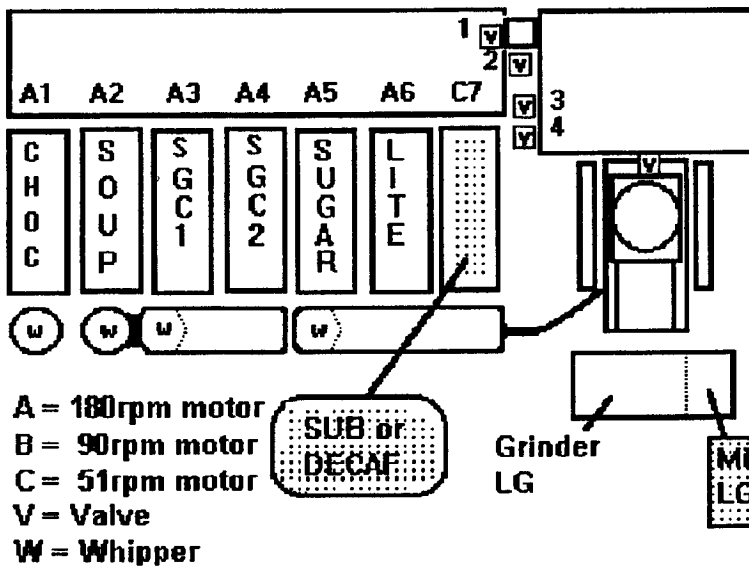 1 V
2 V
V 3
V 4
A1 A2 A3 A4 A5 A6 C7
V
CHOC
SOUP
SGC1
SGC2
SUGAR
LITE
W W W W
A = 180rpm motor
B = 90rpm motor
C = 51rpm motor
V = Valve
W = Whipper
SUB or
DECAF
Grinder
LG
LG